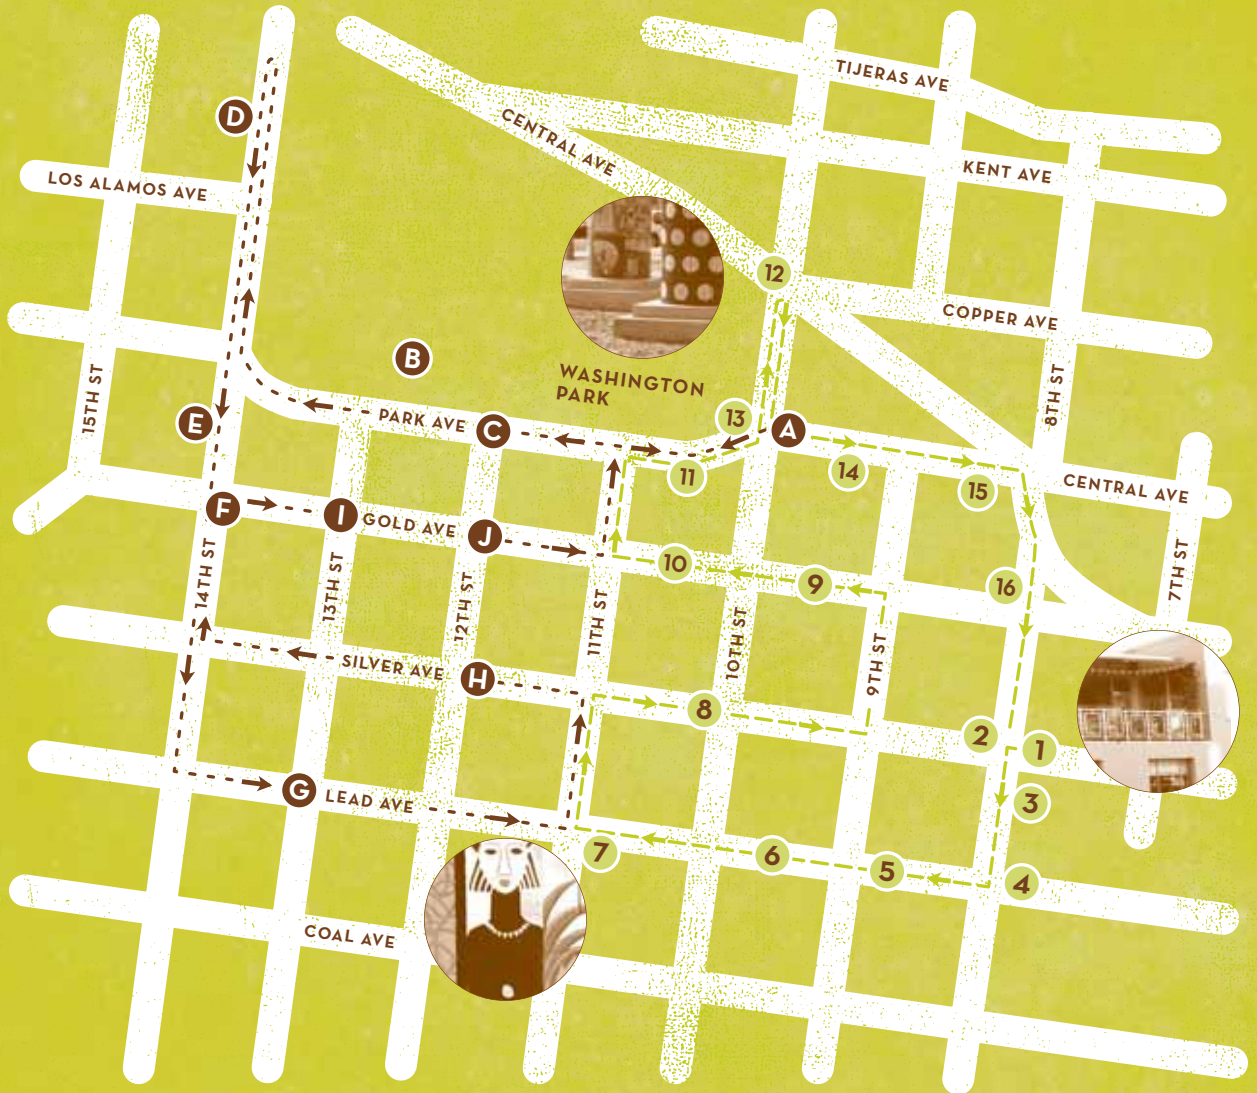 TIJERAS AVE
D
CENTRAL AVE
KENT AVE
LOS ALAMOS AVE
12
COPPER AVE
B
WASHINGTON
PARK
15TH ST
8TH ST
E
PARK AVE
C
13
A
11
14
15
CENTRAL AVE
F
I
GOLD AVE
J
10
9
16
14TH ST
13TH ST
12TH ST
11TH ST
10TH ST
9TH ST
7TH ST
SILVER AVE
H
8
2
1
G
LEAD AVE
3
7
6
5
4
COAL AVE